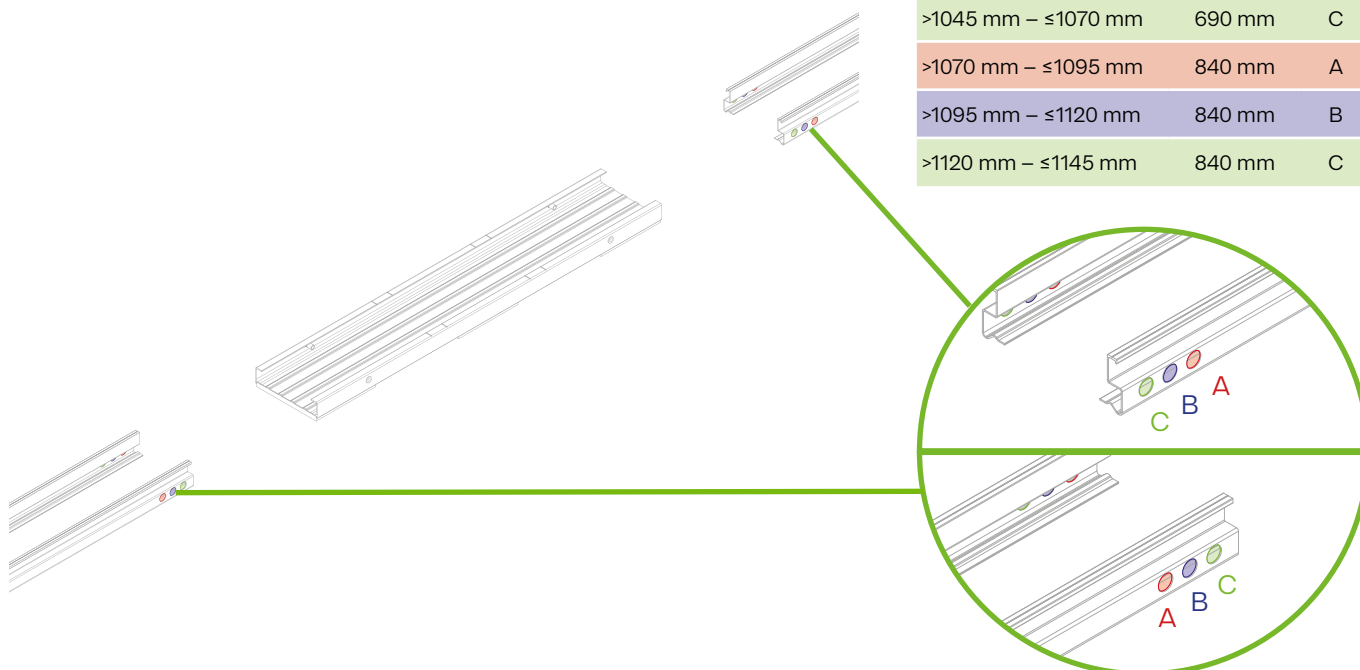 >1045 mm – ≤1070 mm 690 mm C
>1070 mm – ≤1095 mm 840 mm A
>1095 mm – ≤1120 mm 840 mm B
>1120 mm – ≤1145 mm 840 mm C
A
B
C
C
B
A